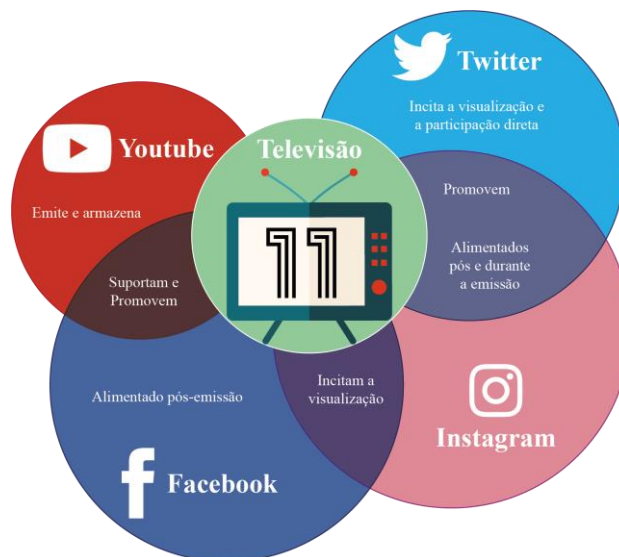 Twitter
Incita a visualização e
a participação direta
Youtube
Emite e armazena
Televisão
11
Promovem
Alimentados
pós e durante
a emissão
Suportam e
Promovem
Alimentado pós-emissão
Incitam a
visualização
Instagram
Facebook